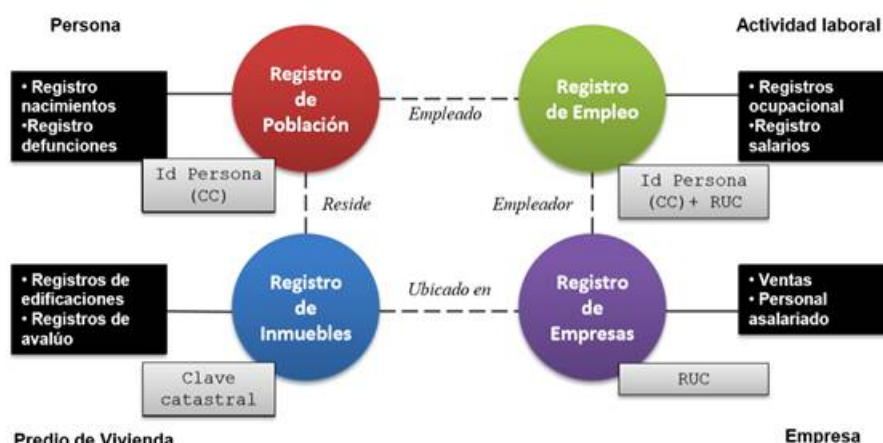 Persona
Actividad laboral
• Registro
nacimientos
•Registro
defunciones
Registro
de
Población
Empleado
Registro
de Empleo
• Registros
ocupacional
•Registro
salarios
Id Persona
(CC)
Reside
Empleador
Id Persona
(CC)+ RUC
• Registros de
edificaciones
• Registros de
avalúo
Registro
de
Inmuebles
Ubicado en
Registro
de
Empresas
• Ventas
• Personal
asalariado
Clave
catastral
RUC
Predio de Vivienda
Empresa